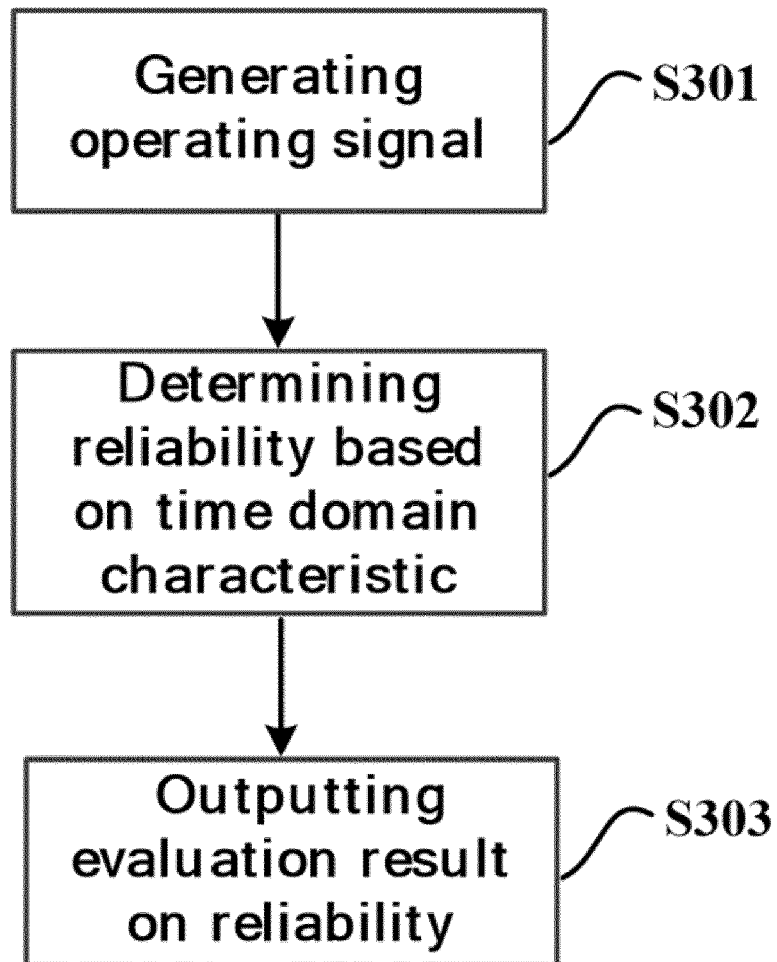 Generating
operating signal
S301
Determining
reliability based
on time domain
characteristic
S302
Outputting
evaluation result
on reliability
S303